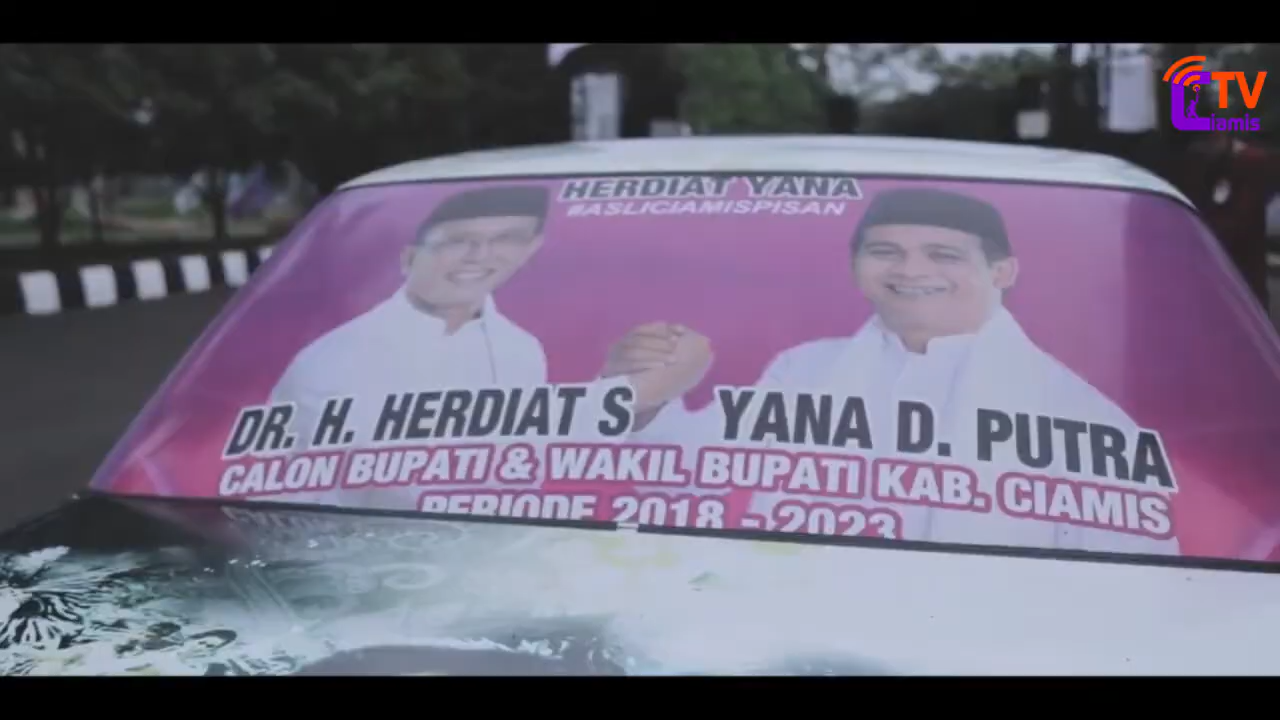 TV
Ciamis
HERDIAT YANA
#ASLICIAMISPISAN
DR. H. HERDIAT S YANA D. PUTRA
CALON BUPATI & WAKIL BUPATI KAB. CIAMIS
PERIODE 2018 - 2023